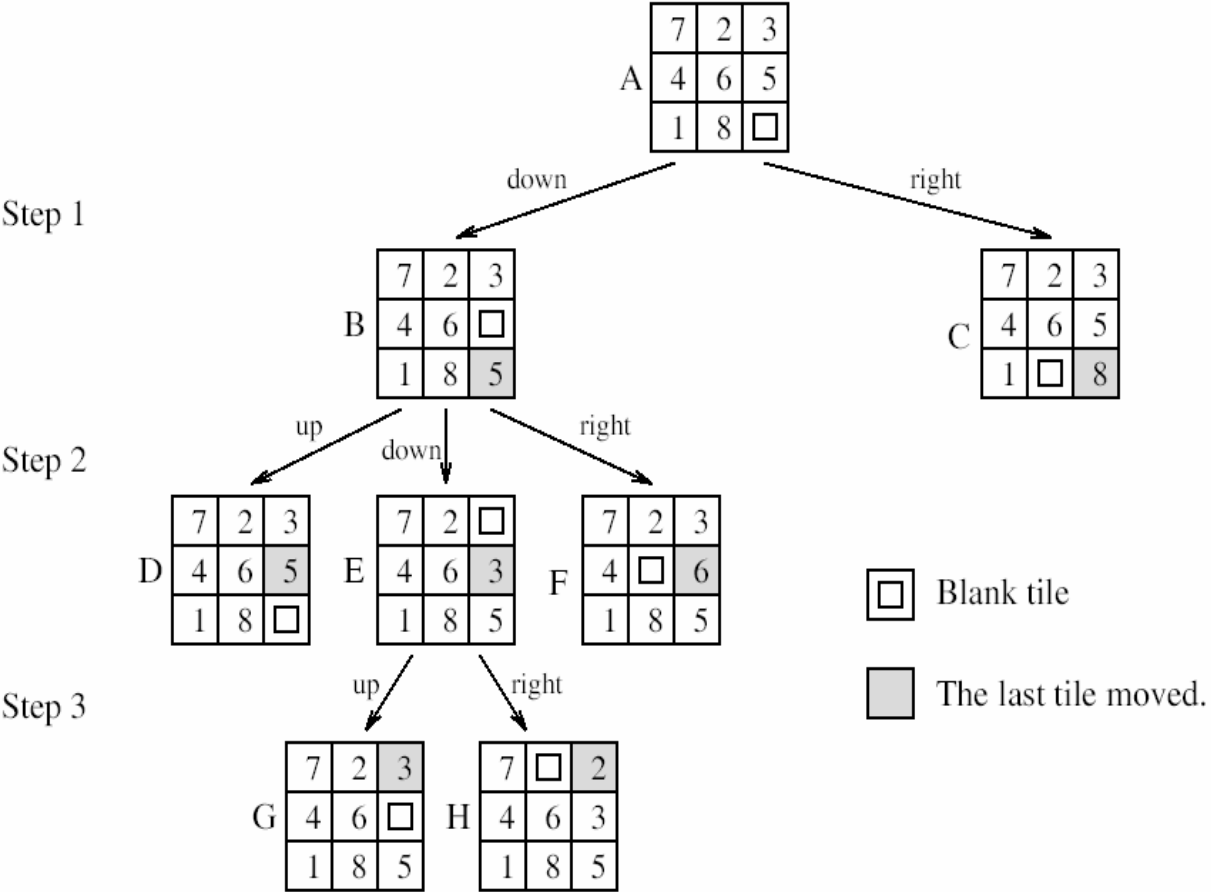 7 2 3
A 4 6 5
1 8
down right
Step 1
7 2 3 7 2 3
B 4 6 C 4 6 5
1 8 5 1 8
up down right
Step 2
7 2 3 7 2 7 2 3
D 4 6 5 E 4 6 3 F 4 6
1 8 1 8 5 1 8 5
Blank tile
up right
The last tile moved.
Step 3
7 2 3 7 2
G 4 6 H 4 6 3
1 8 5 1 8 5